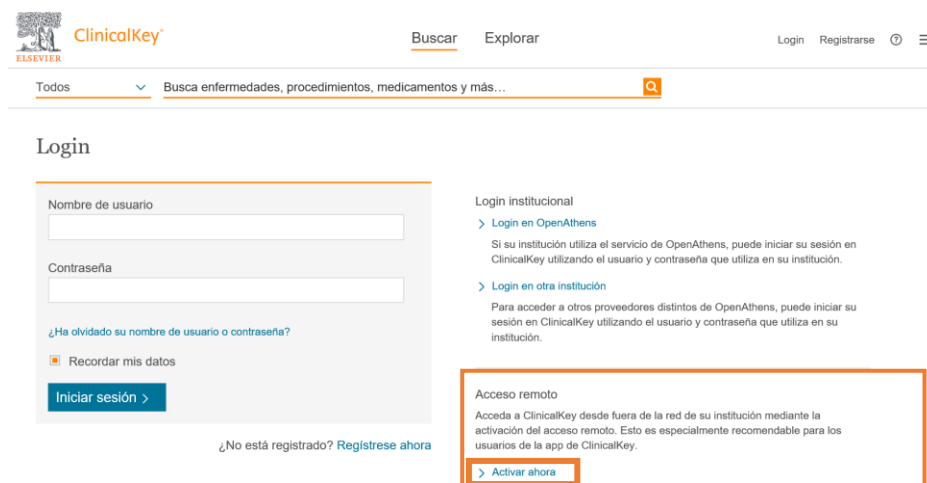 ELSEVIER
ClinicalKey®
Buscar Explorar
Login Registrarse ?
Todos
Busca enfermedades, procedimientos, medicamentos y más…
Login
Nombre de usuario
Contraseña
¿Ha olvidado su nombre de usuario o contraseña?
Recordar mis datos
Iniciar sesión >
¿No está registrado? Regístrese ahora
Login institucional
> Login en OpenAthens
Si su institución utiliza el servicio de OpenAthens, puede iniciar su sesión en
ClinicalKey utilizando el usuario y contraseña que utiliza en su institución.
> Login en otra institución
Para acceder a otros proveedores distintos de OpenAthens, puede iniciar su
sesión en ClinicalKey utilizando el usuario y contraseña que utiliza en su
institución.
Acceso remoto
Acceda a ClinicalKey desde fuera de la red de su institución mediante la
activación del acceso remoto. Esto es especialmente recomendable para los
usuarios de la app de ClinicalKey.
> Activar ahora